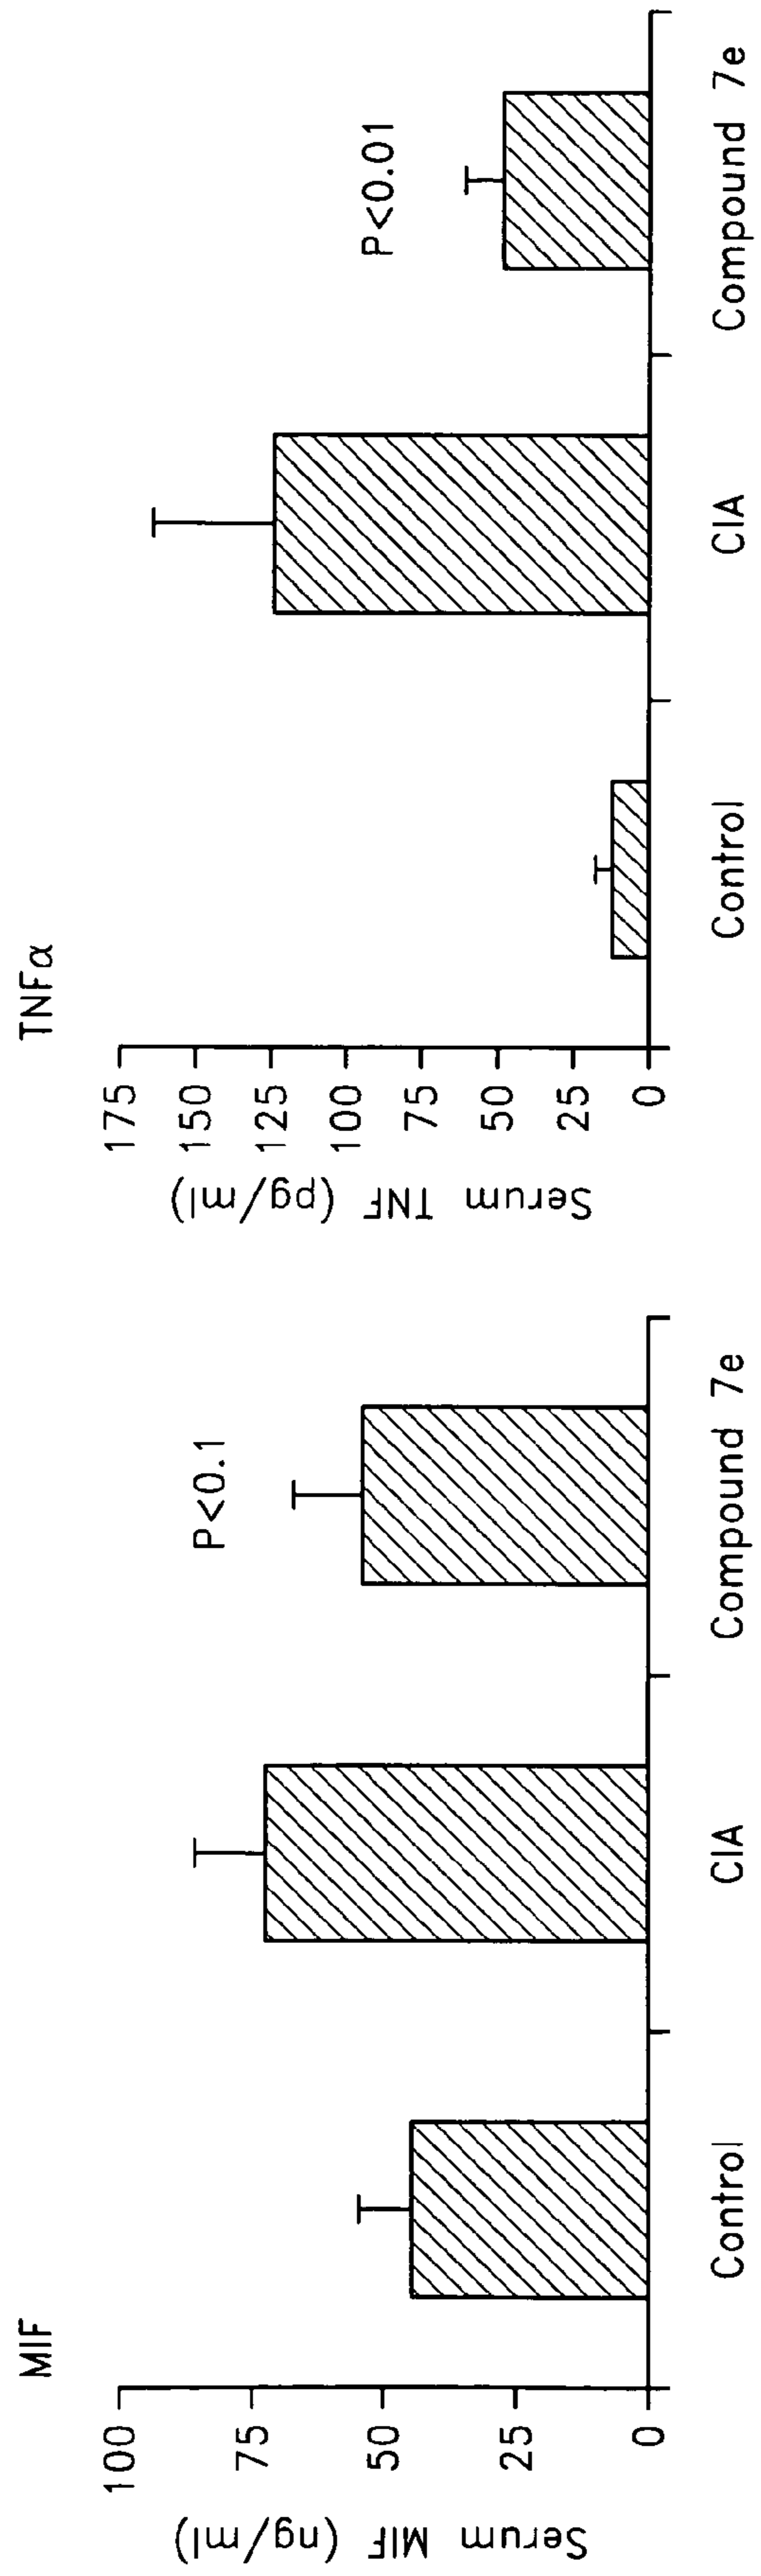 MIF
Serum MIF (ng/ml)
100
75
50
25
0
P<0.1
Control
CIA
Compound 7e
TNFα
Serum TNF (pg/ml)
175
150
125
100
75
50
25
0
P<0.01
Control
CIA
Compound 7e